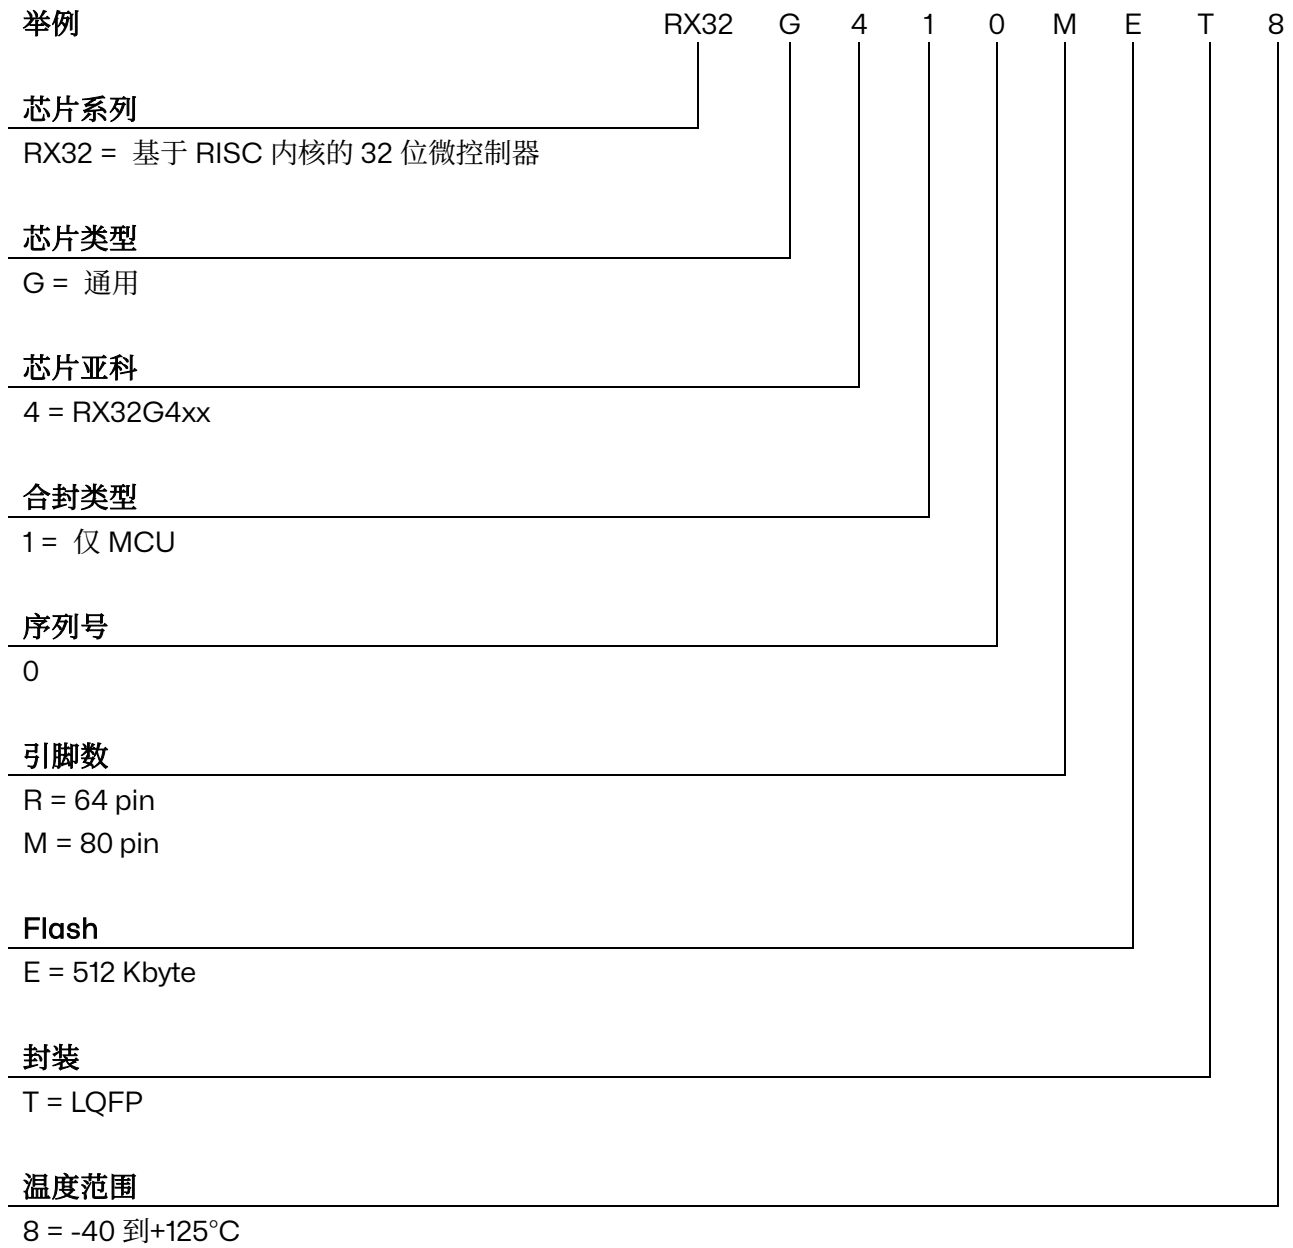 举例 RX32 G 4 1 0 M E T 8
芯片系列
RX32 = 基于 RISC 内核的 32 位微控制器
芯片类型
G = 通用
芯片亚科
4 = RX32G4xx
合封类型
1 = 仅 MCU
序列号
0
引脚数
R = 64 pin
M = 80 pin
Flash
E = 512 Kbyte
封装
T = LQFP
温度范围
8 = -40 到+125°C